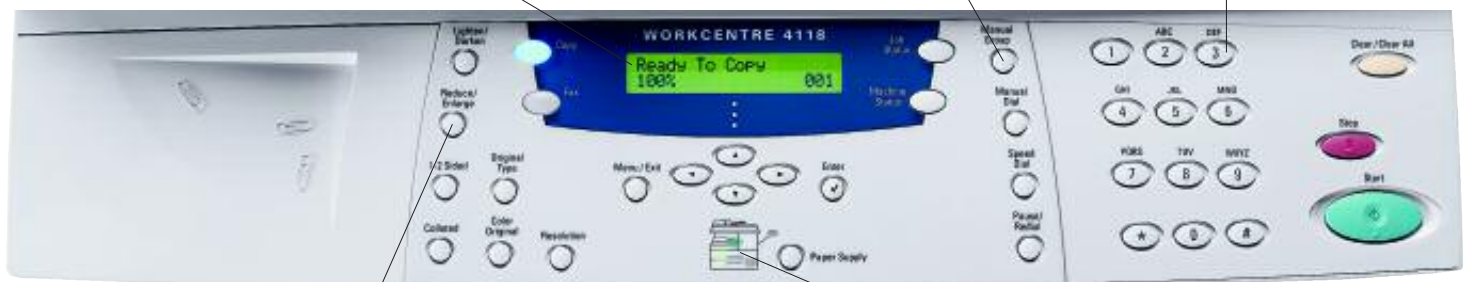 Lighten/
Darken
Reduce/
Enlarge
1-2 Sided
Original
Type
Collated
Color
Original
Resolution
Copy
Fax
WORKCENTRE 4118
Ready To Copy
100% 001
Job
Status
Machine
Status
Menu/Exit
Enter
Paper Supply
Manual
Group
Manual
Dial
Speed
Dial
Pause/
Redial
ABC DEF
1 2 3
GHI JKL MNO
4 5 6
PQRS TUV WXYZ
7 8 9
* 0 #
Clear/Clear All
Stop
Start